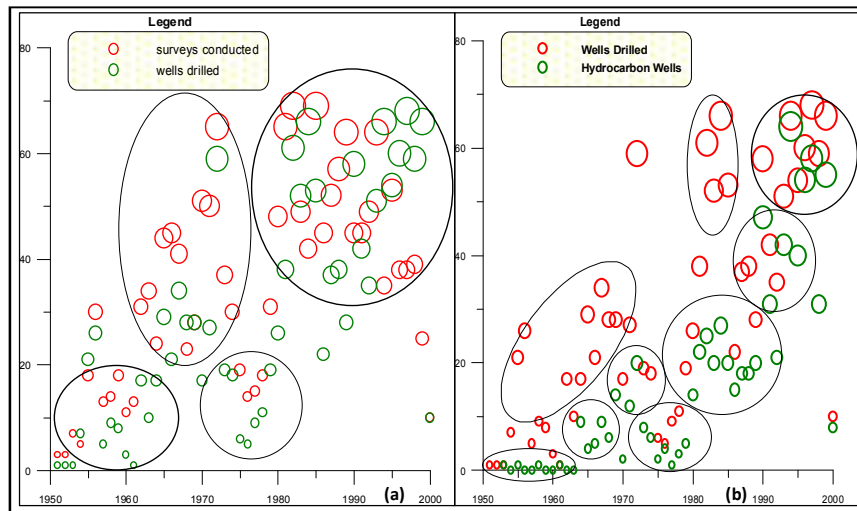 Legend
surveys conducted
wells drilled
80
60
40
20
0
1950
1960
1970
1980
1990
2000
(a)
Legend
Wells Drilled
Hydrocarbon Wells
80
60
40
20
0
1950
1960
1970
1980
1990
2000
(b)